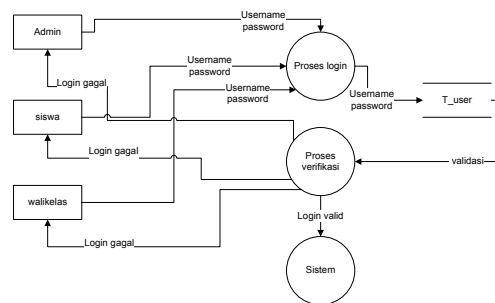 Admin
Username
password
Proses login
Login gagal
Username
password
Username
password
Username
password
T_user
siswa
Login gagal
Proses
verifikasi
validasi
walikelas
Login valid
Login gagal
Sistem